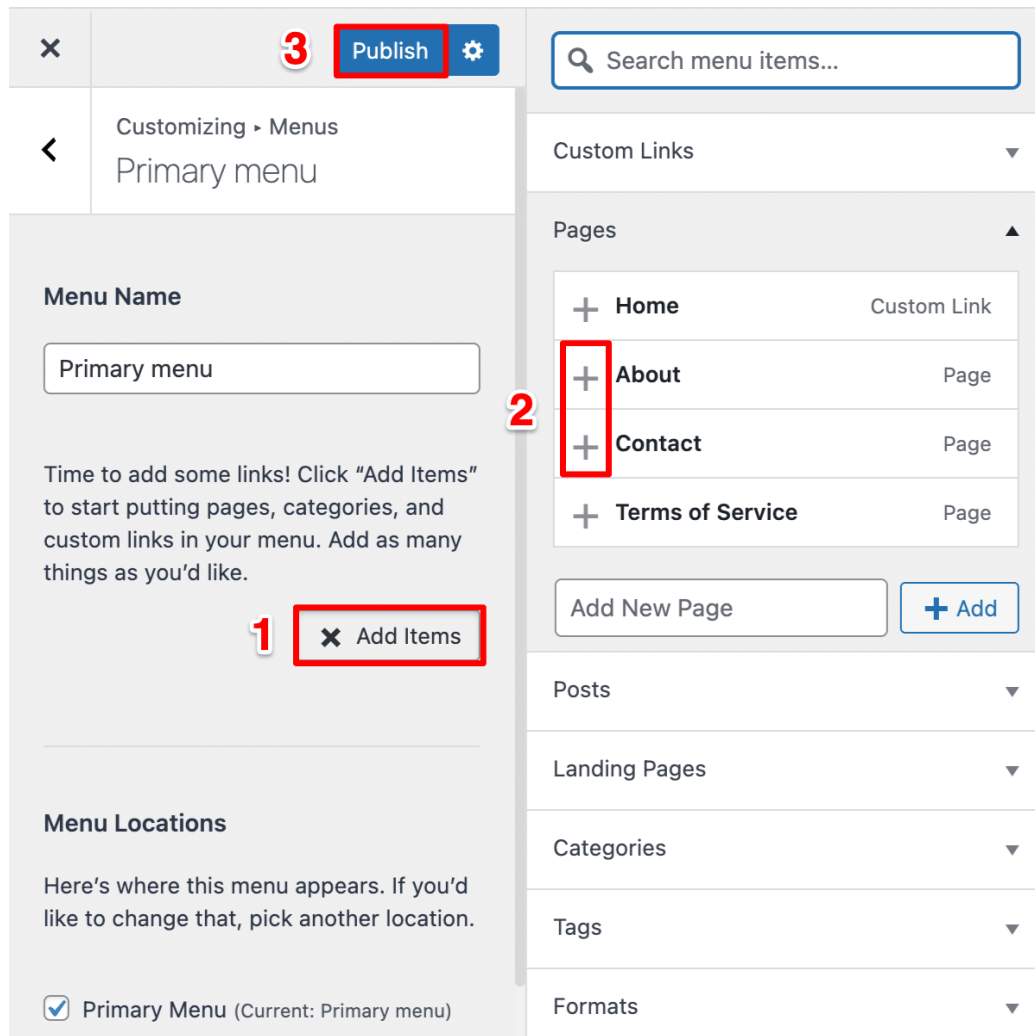 3
Publish
Customizing ▸ Menus
Primary menu
Menu Name
Primary menu
Time to add some links! Click “Add Items”
to start putting pages, categories, and
custom links in your menu. Add as many
things as you’d like.
1
Add Items
Menu Locations
Here’s where this menu appears. If you’d
like to change that, pick another location.
Primary Menu (Current: Primary menu)
Search menu items...
Custom Links
Pages
Home Custom Link
2
About Page
Contact Page
Terms of Service Page
Add New Page
Add
Posts
Landing Pages
Categories
Tags
Formats